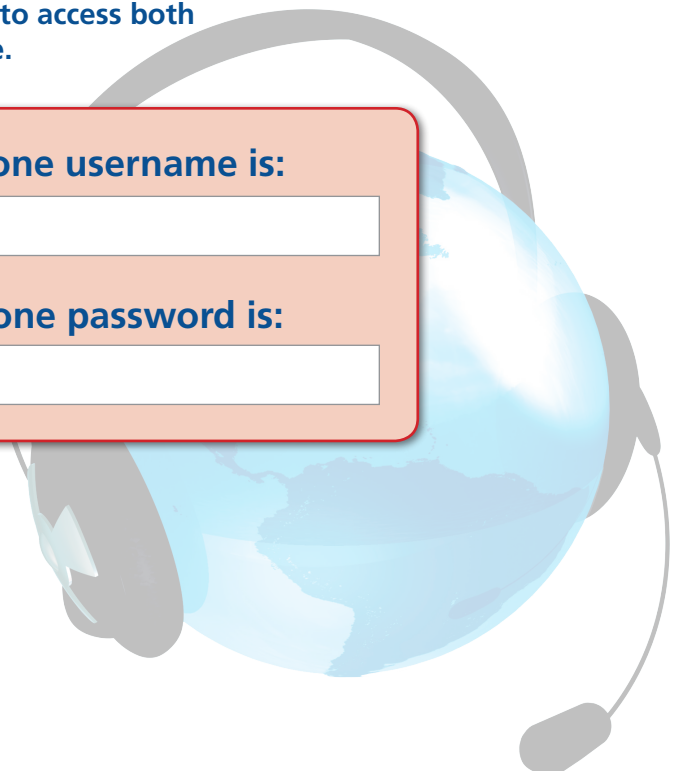 to access both
e.
one username is:
one password is: